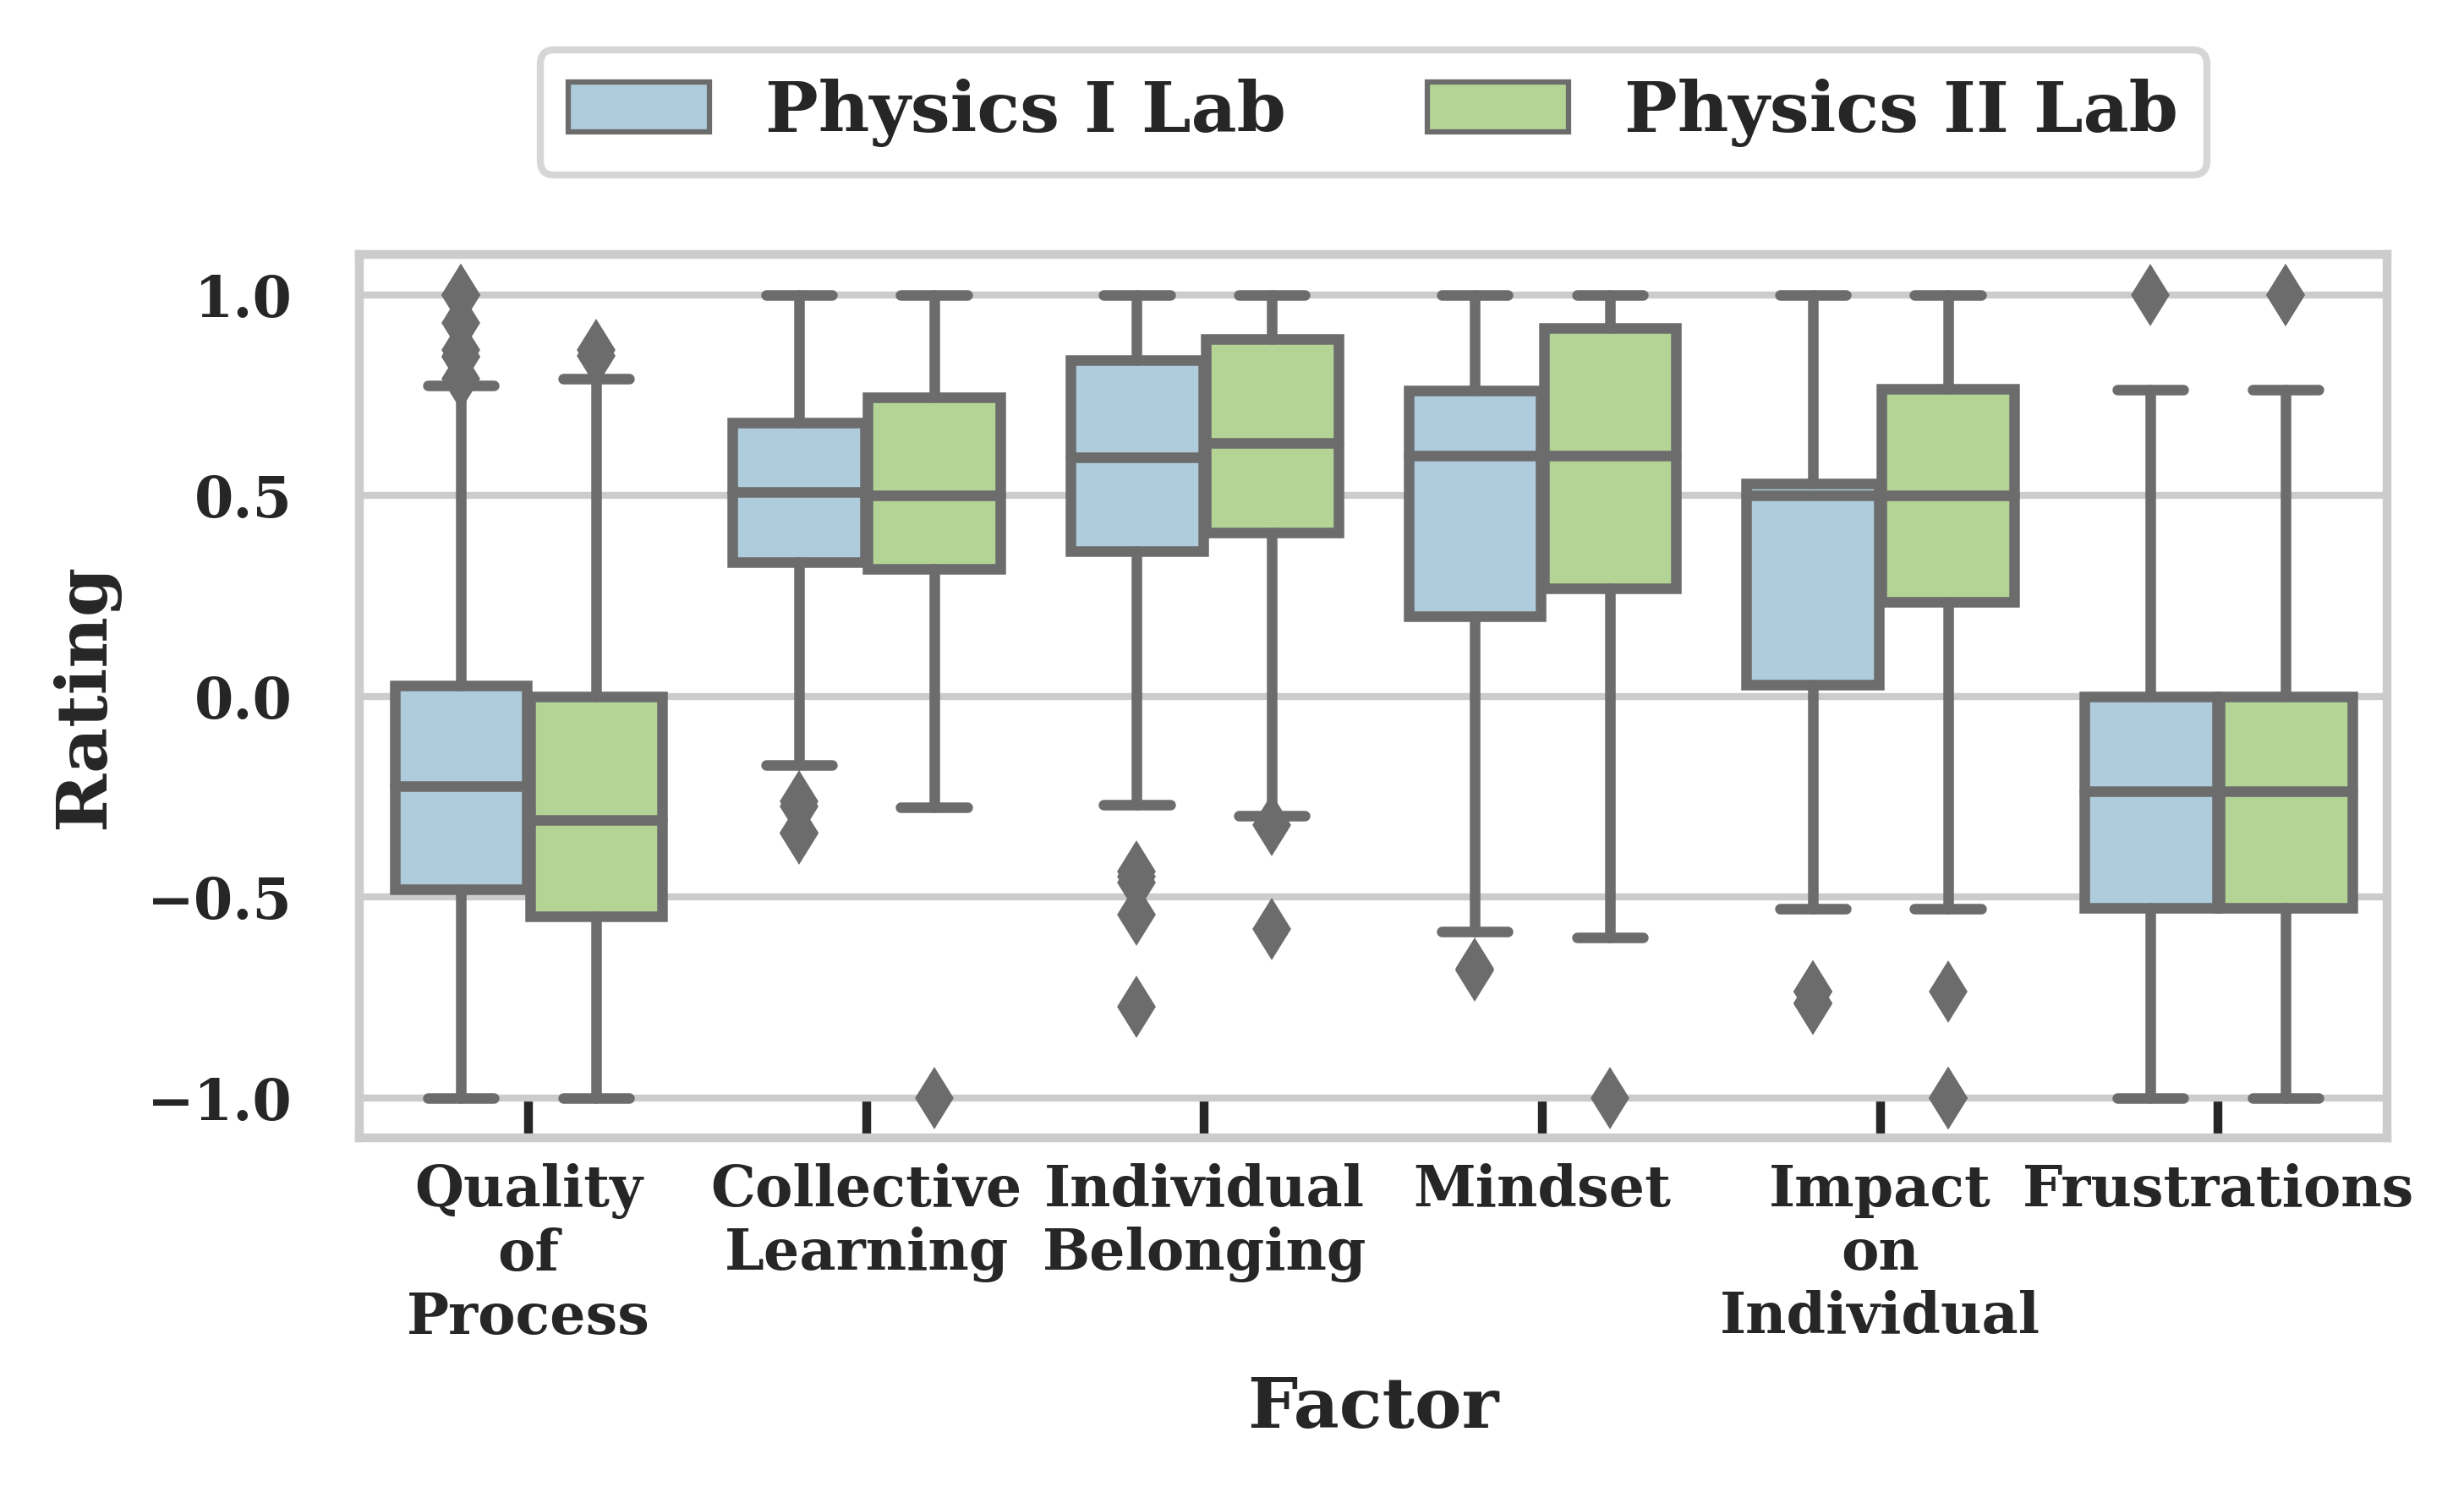 Physics I Lab
Physics II Lab
Rating
1.0
0.5
0.0
−0.5
−1.0
Quality
of
Process
Collective
Learning
Individual
Belonging
Mindset
Impact
on
Individual
Frustrations
Factor